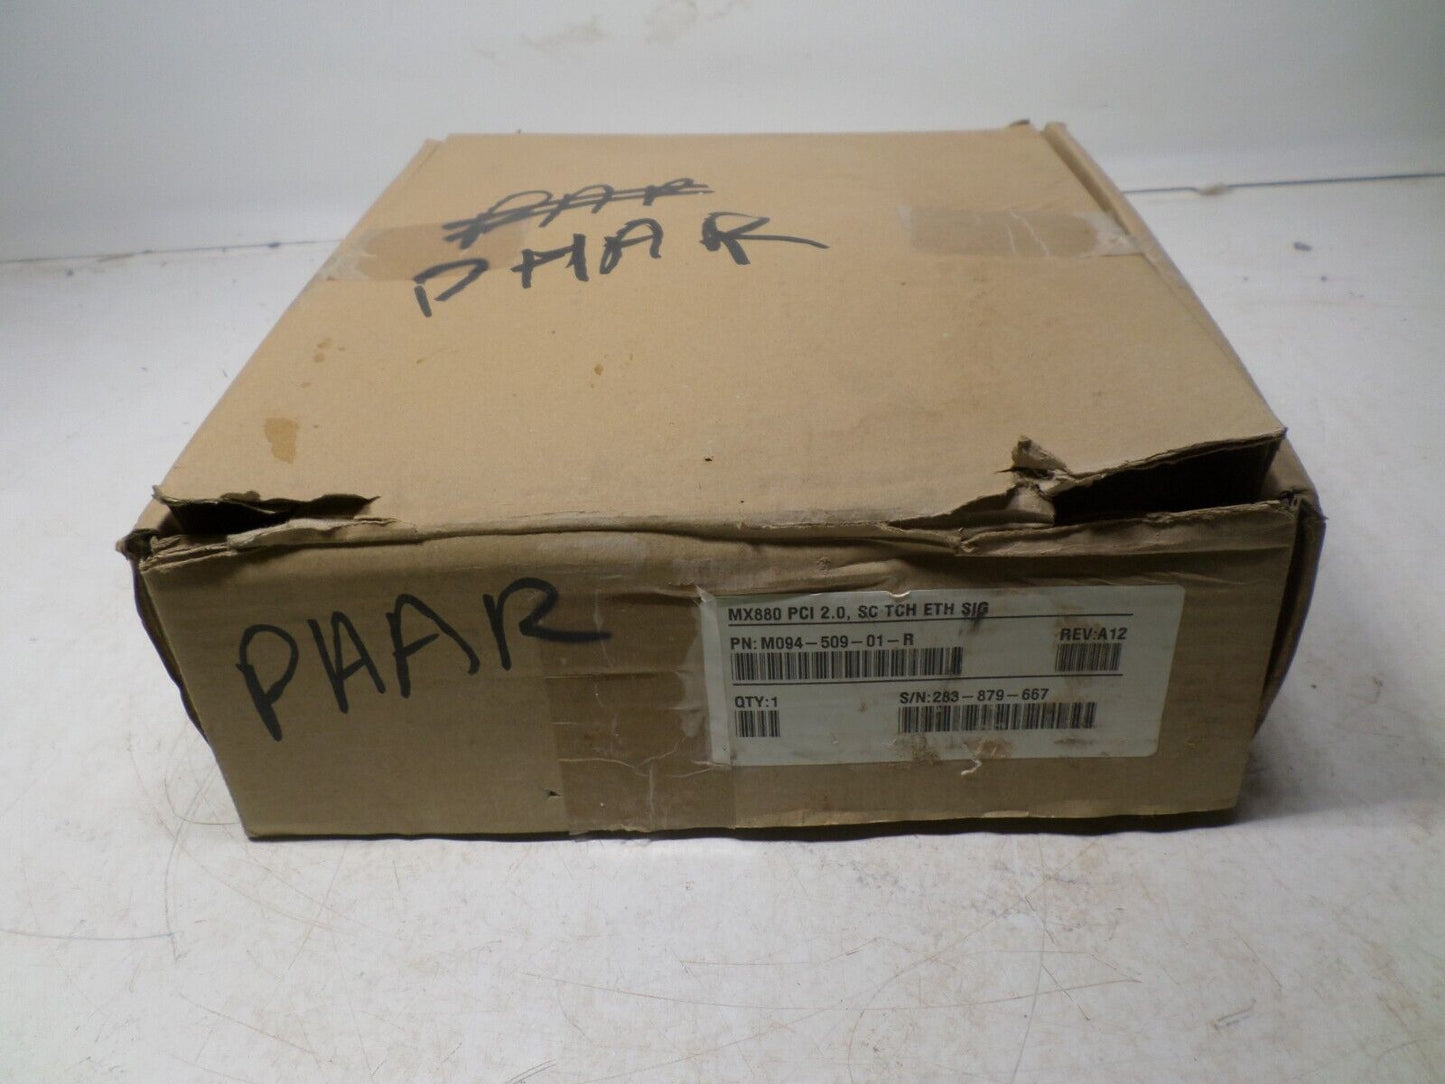 PHAR
PHAR
MX880 PCI 2.0, SC TCH ETH SIG
PN: M094-509-01-R REV:A12
QTY:1 S/N:283-879-667